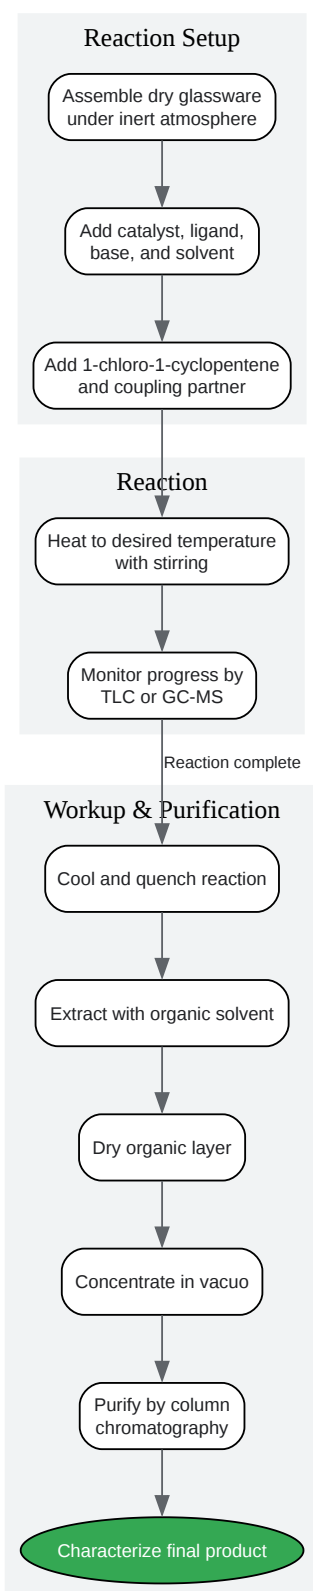 Reaction Setup
Assemble dry glassware
under inert atmosphere
Add catalyst, ligand,
base, and solvent
Add 1-chloro-1-cyclopentene
and coupling partner
Reaction
Heat to desired temperature
with stirring
Monitor progress by
TLC or GC-MS
Reaction complete
Workup & Purification
Cool and quench reaction
Extract with organic solvent
Dry organic layer
Concentrate in vacuo
Purify by column
chromatography
Characterize final product